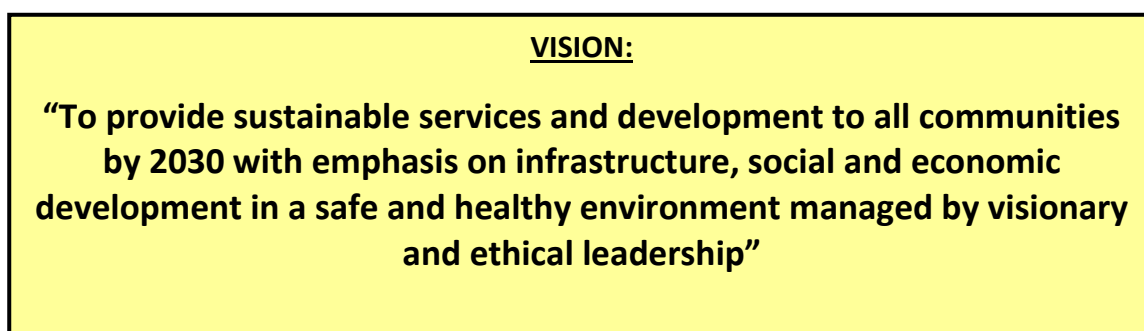 VISION:
“To provide sustainable services and development to all communities
by 2030 with emphasis on infrastructure, social and economic
development in a safe and healthy environment managed by visionary
and ethical leadership”